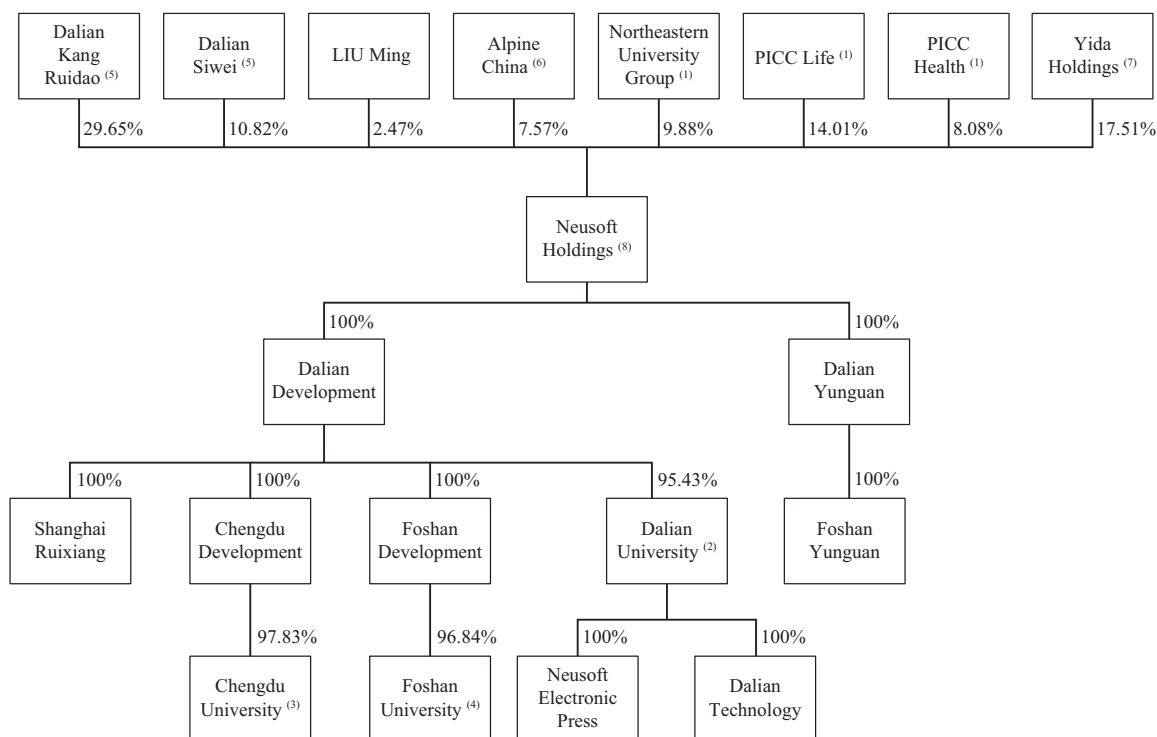 Dalian
Kang
Ruidao (5)
Dalian
Siwei (5)
LIU Ming
Alpine
China
(6)
Northeastern
University
Group (1)
PICC Life (1)
PICC
Health (1)
Yida
Holdings (7)
29.65%
10.82%
2.47%
7.57%
9.88%
14.01%
8.08%
17.51%
Neusoft
Holdings (8)
100%
100%
Dalian
Development
Dalian
Yunguan
100%
100%
100%
95.43%
100%
Shanghai
Ruixiang
Chengdu
Development
Foshan
Development
Dalian
University (2)
Foshan
Yunguan
97.83%
96.84%
100%
100%
Chengdu
University (3)
Foshan
University (4)
Neusoft
Electronic
Press
Dalian
Technology